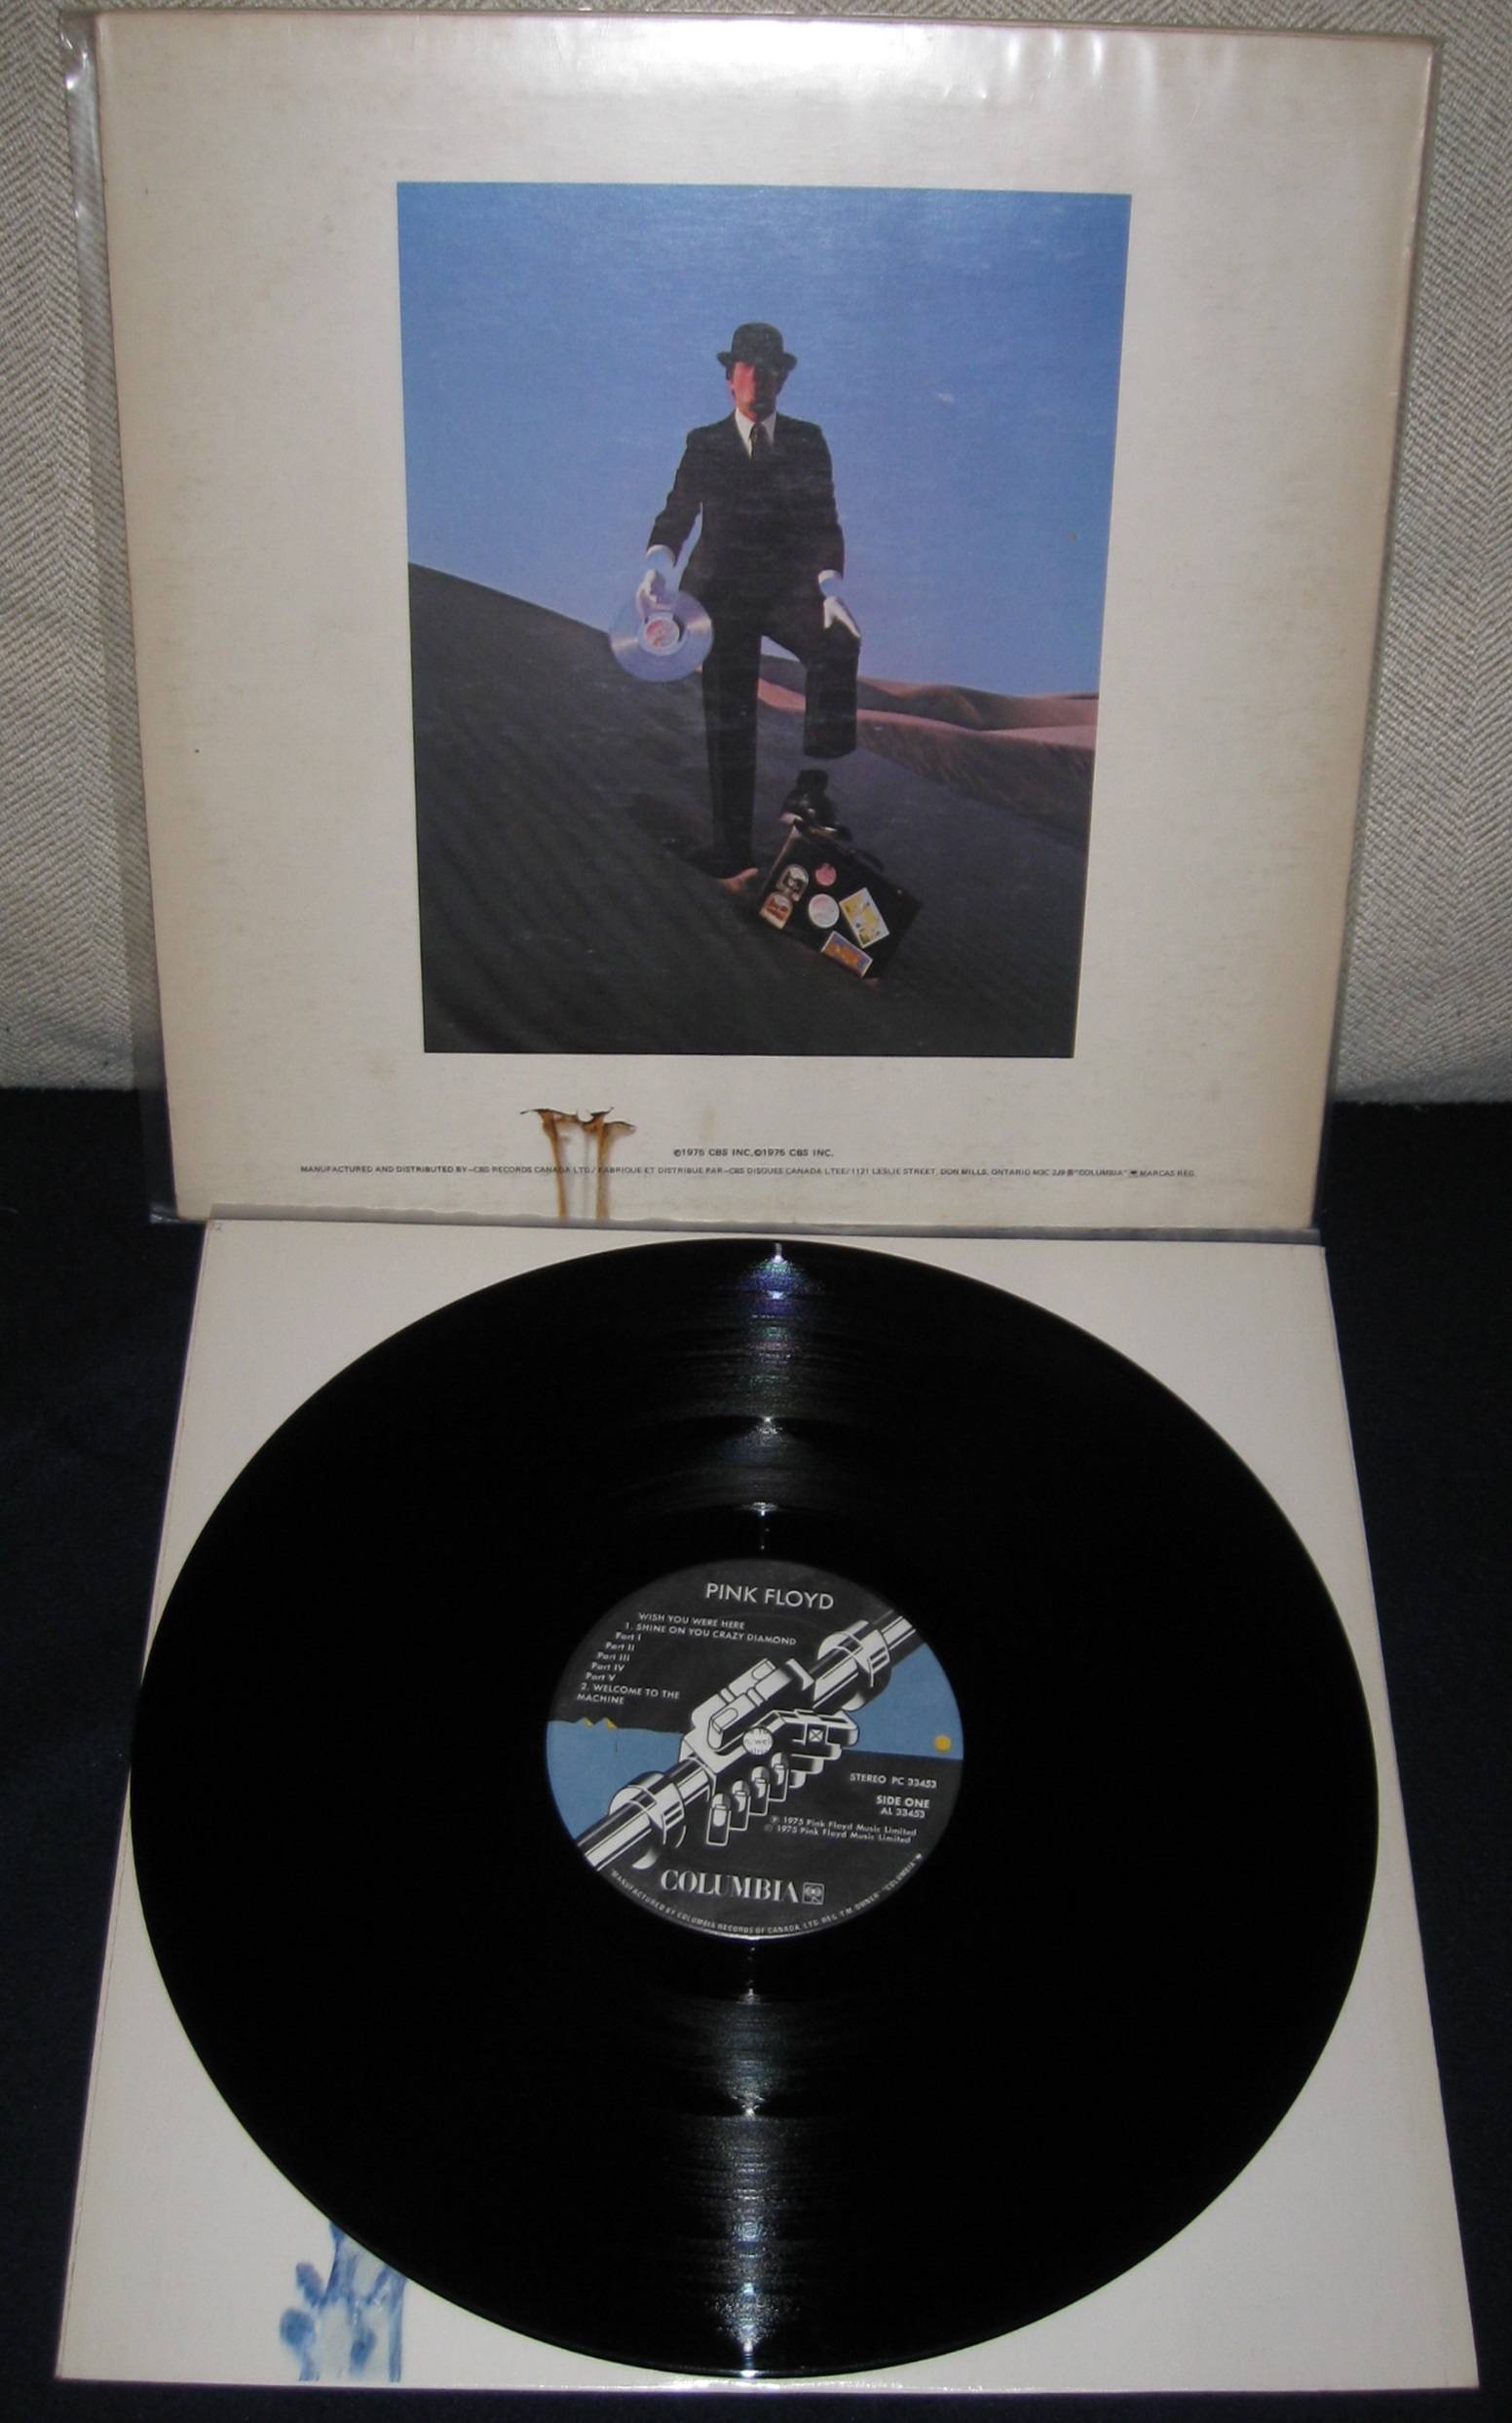 ©1975 CBS INC. ©1975 CBS INC.
MANUFACTURED AND DISTRIBUTED BY—CBS RECORDS CANADA LTD./ FABRIQUE ET DISTRIBUE PAR—CBS DISQUES CANADA LTEE/ 1121 LESLIE STREET, DON MILLS, ONTARIO M3C 2J9 ® "COLUMBIA" MARCAS REG.
PINK FLOYD
WISH YOU WERE HERE
1. SHINE ON YOU CRAZY DIAMOND
Part I
Part II
Part III
Part IV
Part V
2. WELCOME TO THE
MACHINE
STEREO PC 33453
SIDE ONE
AL 33453
℗ 1975 Pink Floyd Music Limited
© 1975 Pink Floyd Music Limited
COLUMBIA
MANUFACTURED BY COLUMBIA RECORDS OF CANADA, LTD. REG. T.M. OWNER "COLUMBIA"